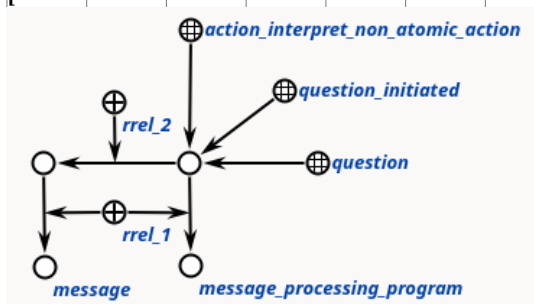 action_interpret_non_atomic_action
question_initiated
rrel_2
question
rrel_1
message
message_processing_program